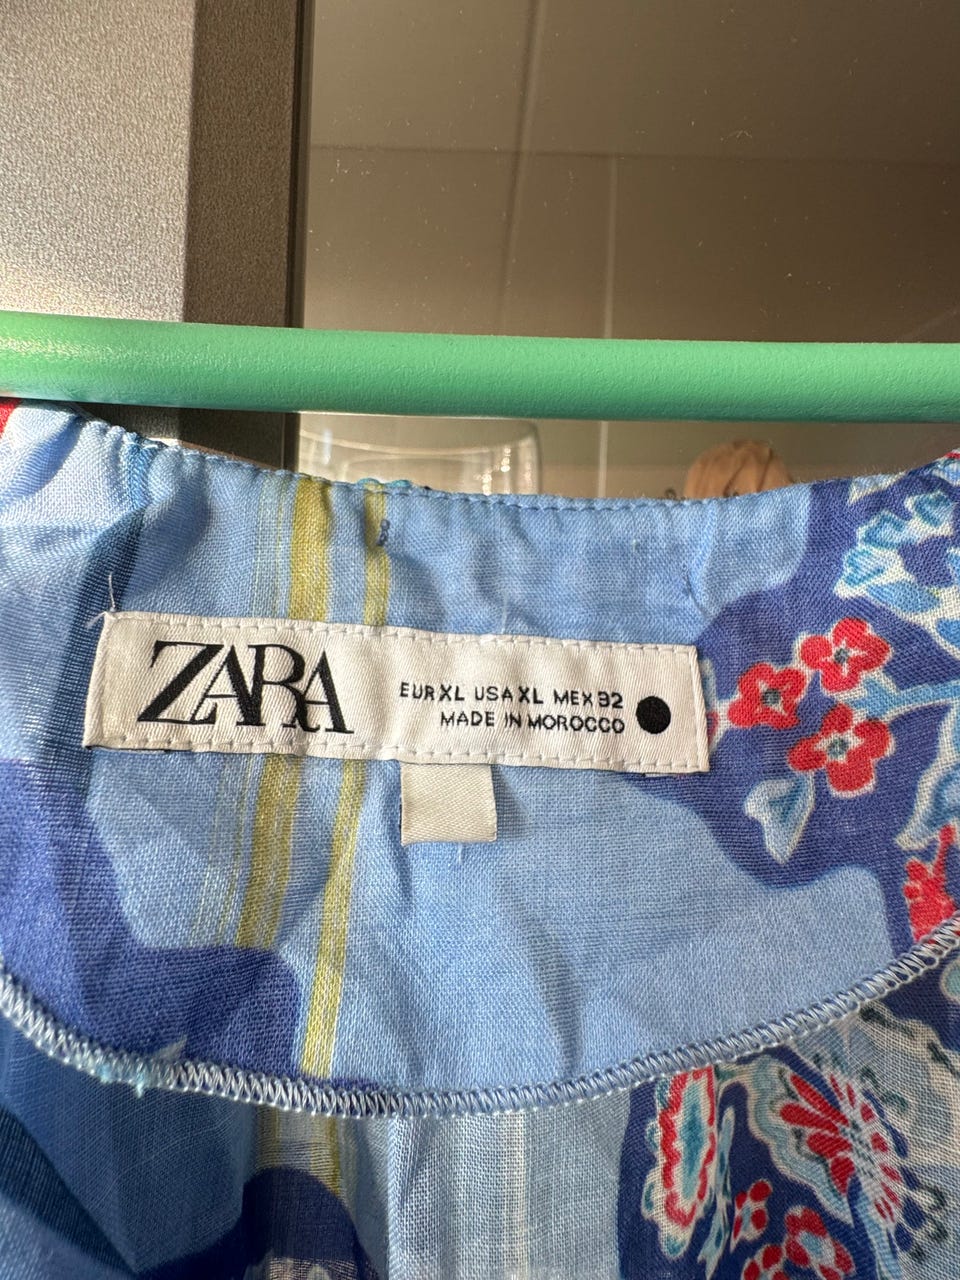 ZARA
EUR XL USA XL MEX 32
MADE IN MOROCCO